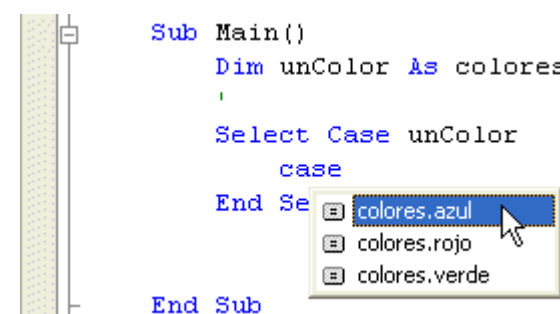 Sub Main()
Dim unColor As colores
'
Select Case unColor
case
End Se
colores.azul
colores.rojo
colores.verde
End Sub